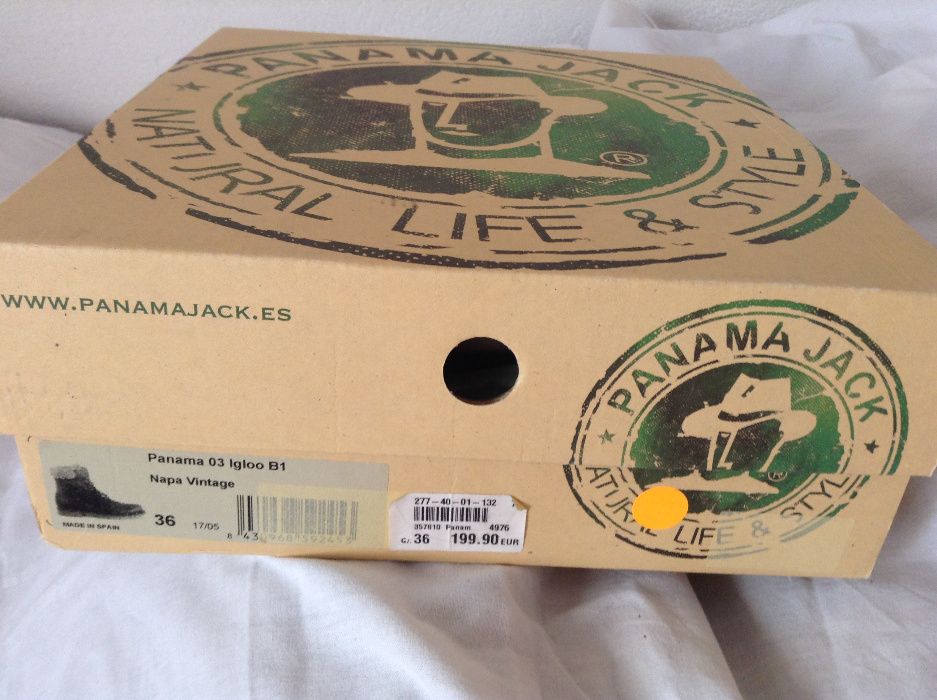 PANAMA JACK
NATURAL LIFE & STYLE
®
WWW.PANAMAJACK.ES
PANAMA JACK
ATURAL LIFE & STYL
®
Panama 03 Igloo B1
Napa Vintage
MADE IN SPAIN
36
17/05
277-40-01-132
357810 Panam 4976
G/. 36 199.90 EUR